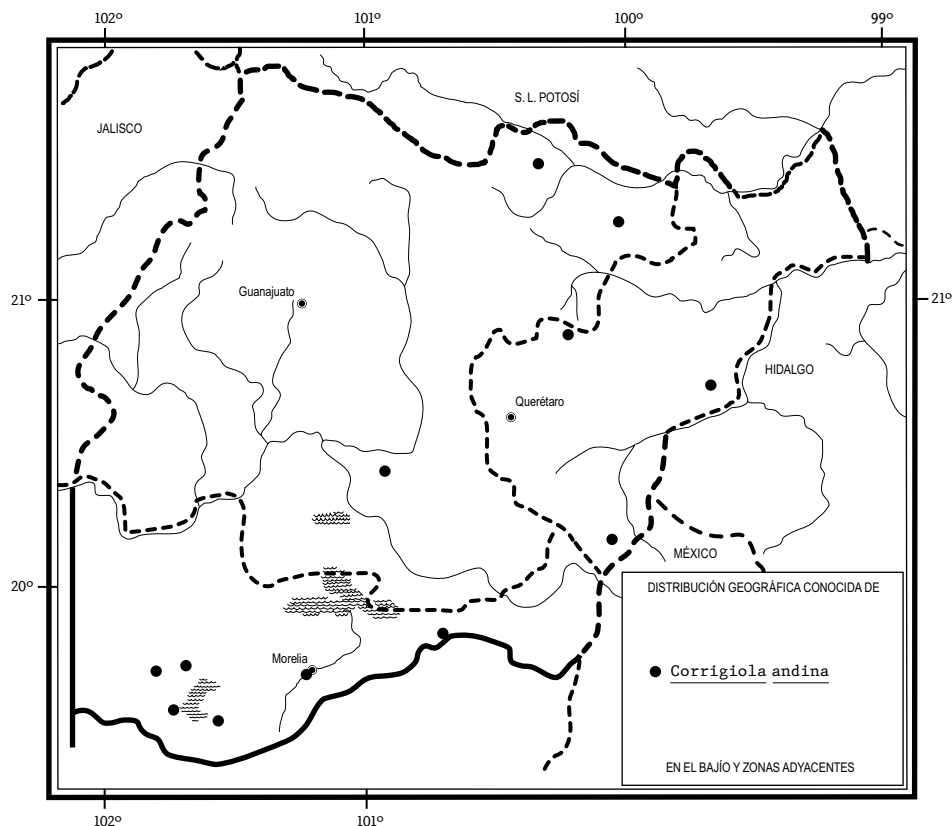 102º 101º 100º 99º
S. L. POTOSÍ
JALISCO
Guanajuato
21º 21º
HIDALGO
Querétaro
MÉXICO
20º
DISTRIBUCIÓN GEOGRÁFICA CONOCIDA DE
Morelia
Corrigiola andina
EN EL BAJÍO Y ZONAS ADYACENTES
102º 101º